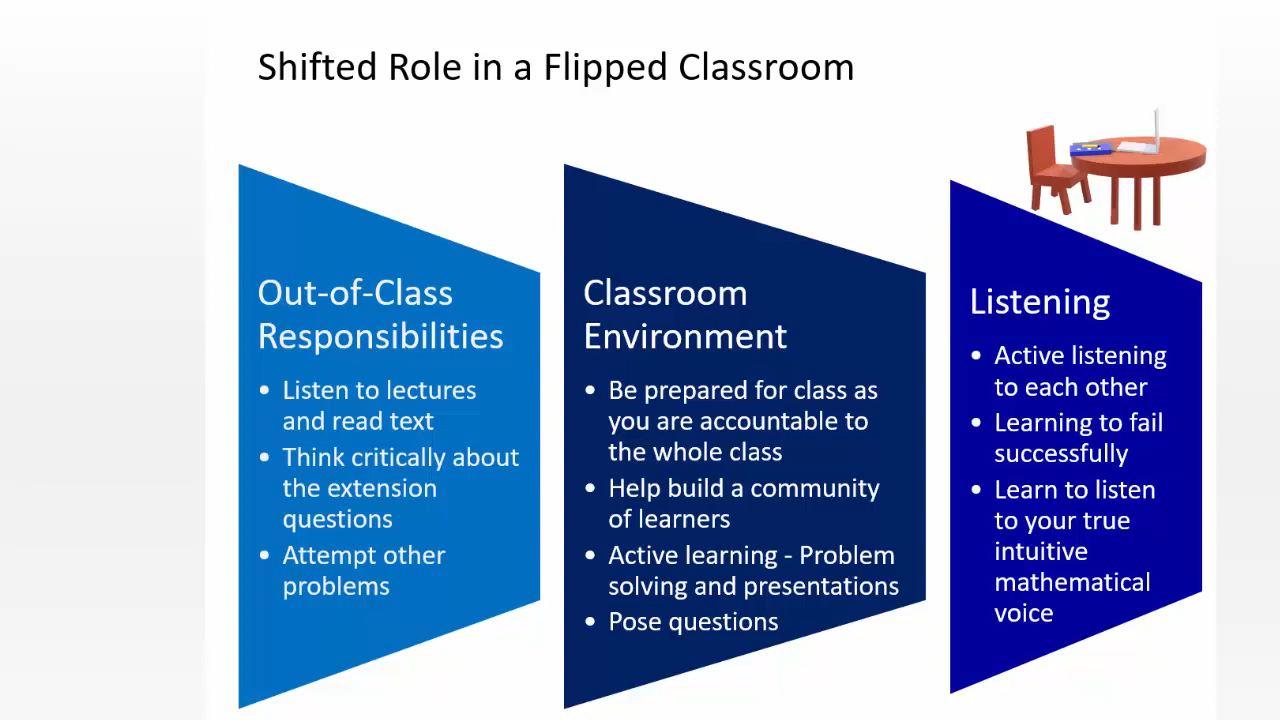 Shifted Role in a Flipped Classroom
Out-of-Class
Responsibilities
• Listen to lectures
and read text
• Think critically about
the extension
questions
• Attempt other
problems
Classroom
Environment
• Be prepared for class as
you are accountable to
the whole class
• Help build a community
of learners
• Active learning - Problem
solving and presentations
• Pose questions
Listening
• Active listening
to each other
• Learning to fail
successfully
• Learn to listen
to your true
intuitive
mathematical
voice